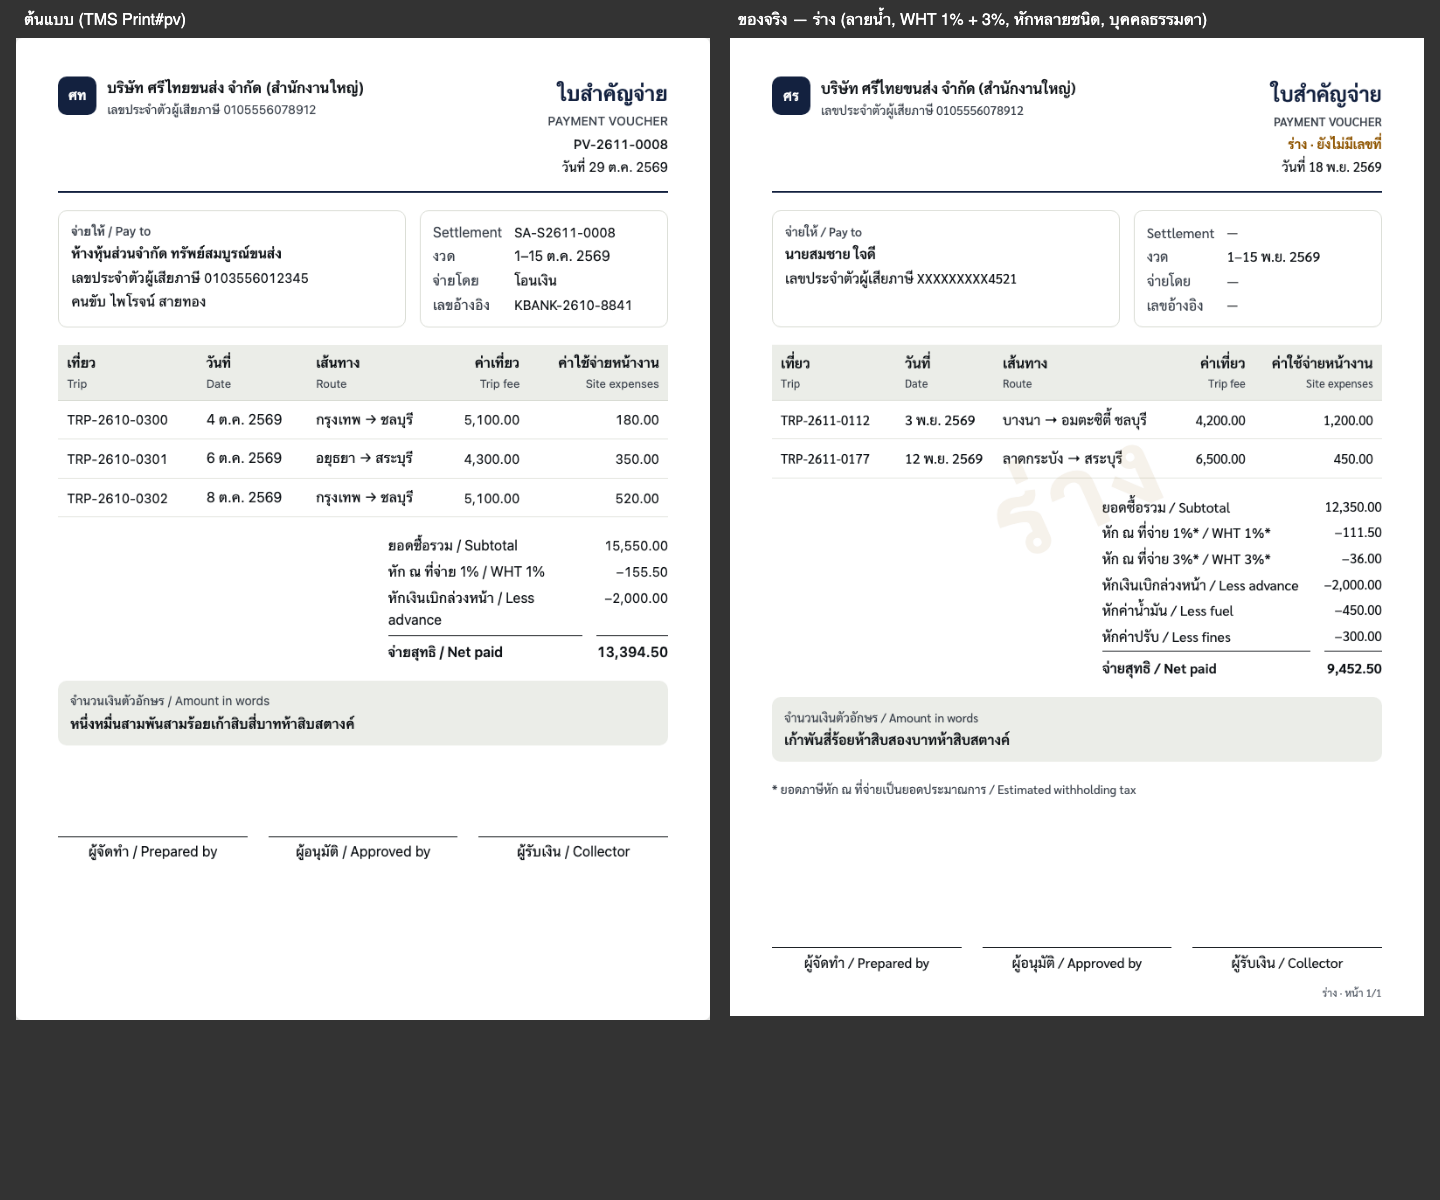 ต้นแบบ (TMS Print#pv)
ศท
บริษัท ศรีไทยขนส่ง จำกัด (สำนักงานใหญ่)
เลขประจำตัวผู้เสียภาษี 0105556078912
ใบสำคัญจ่าย
PAYMENT VOUCHER
PV-2611-0008
วันที่ 29 ต.ค. 2569
จ่ายให้ / Pay to
ห้างหุ้นส่วนจำกัด ทรัพย์สมบูรณ์ขนส่ง
เลขประจำตัวผู้เสียภาษี 0103556012345
คนขับ ไพโรจน์ สายทอง
Settlement SA-S2611-0008
งวด 1–15 ต.ค. 2569
จ่ายโดย โอนเงิน
เลขอ้างอิง KBANK-2610-8841
เที่ยว วันที่ เส้นทาง ค่าเที่ยว ค่าใช้จ่ายหน้างาน
Trip Date Route Trip fee Site expenses
TRP-2610-0300 4 ต.ค. 2569 กรุงเทพ → ชลบุรี 5,100.00 180.00
TRP-2610-0301 6 ต.ค. 2569 อยุธยา → สระบุรี 4,300.00 350.00
TRP-2610-0302 8 ต.ค. 2569 กรุงเทพ → ชลบุรี 5,100.00 520.00
ยอดซื้อรวม / Subtotal 15,550.00
หัก ณ ที่จ่าย 1% / WHT 1% −155.50
หักเงินเบิกล่วงหน้า / Less −2,000.00
advance
จ่ายสุทธิ / Net paid 13,394.50
จำนวนเงินตัวอักษร / Amount in words
หนึ่งหมื่นสามพันสามร้อยเก้าสิบสี่บาทห้าสิบสตางค์
ผู้จัดทำ / Prepared by ผู้อนุมัติ / Approved by ผู้รับเงิน / Collector
ของจริง — ร่าง (ลายน้ำ, WHT 1% + 3%, หักหลายชนิด, บุคคลธรรมดา)
ศร
บริษัท ศรีไทยขนส่ง จำกัด (สำนักงานใหญ่)
เลขประจำตัวผู้เสียภาษี 0105556078912
ใบสำคัญจ่าย
PAYMENT VOUCHER
ร่าง · ยังไม่มีเลขที่
วันที่ 18 พ.ย. 2569
จ่ายให้ / Pay to
นายสมชาย ใจดี
เลขประจำตัวผู้เสียภาษี XXXXXXXXX4521
Settlement —
งวด 1–15 พ.ย. 2569
จ่ายโดย —
เลขอ้างอิง —
เที่ยว วันที่ เส้นทาง ค่าเที่ยว ค่าใช้จ่ายหน้างาน
Trip Date Route Trip fee Site expenses
TRP-2611-0112 3 พ.ย. 2569 บางนา → อมตะซิตี้ ชลบุรี 4,200.00 1,200.00
TRP-2611-0177 12 พ.ย. 2569 ลาดกระบัง → สระบุรี 6,500.00 450.00
ร่าง
ยอดซื้อรวม / Subtotal 12,350.00
หัก ณ ที่จ่าย 1%* / WHT 1%* −111.50
หัก ณ ที่จ่าย 3%* / WHT 3%* −36.00
หักเงินเบิกล่วงหน้า / Less advance −2,000.00
หักค่าน้ำมัน / Less fuel −450.00
หักค่าปรับ / Less fines −300.00
จ่ายสุทธิ / Net paid 9,452.50
จำนวนเงินตัวอักษร / Amount in words
เก้าพันสี่ร้อยห้าสิบสองบาทห้าสิบสตางค์
* ยอดภาษีหัก ณ ที่จ่ายเป็นยอดประมาณการ / Estimated withholding tax
ผู้จัดทำ / Prepared by ผู้อนุมัติ / Approved by ผู้รับเงิน / Collector
ร่าง · หน้า 1/1